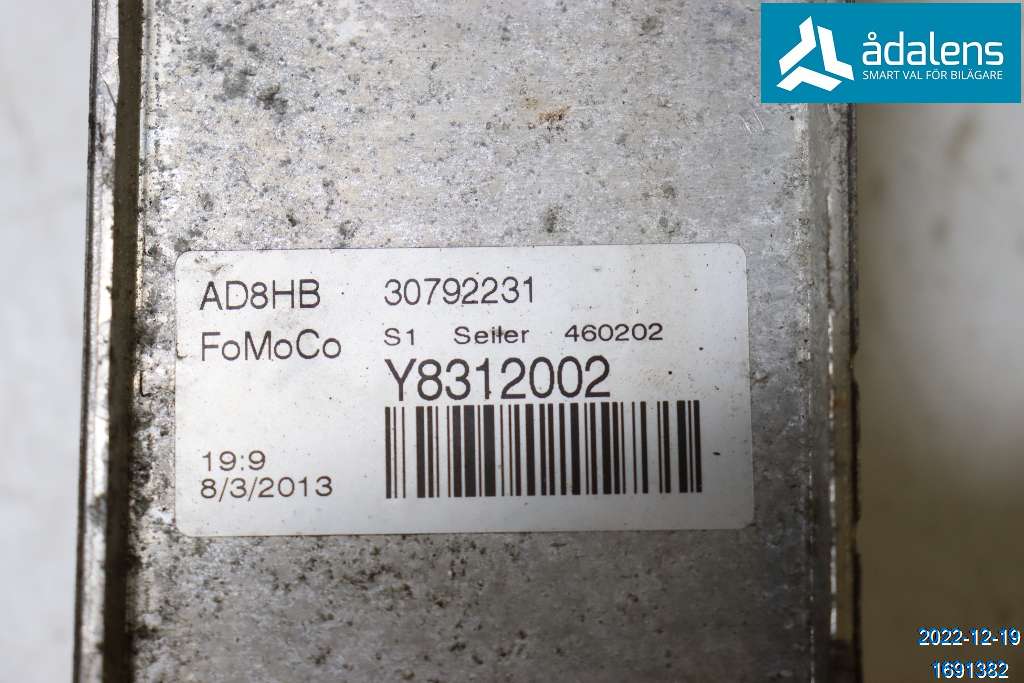 ådalens
SMART VAL FÖR BILÄGARE
AD8HB 30792231
FoMoCo S1 Seiler 460202
Y8312002
19:9
8/3/2013
2022-12-19
1691382